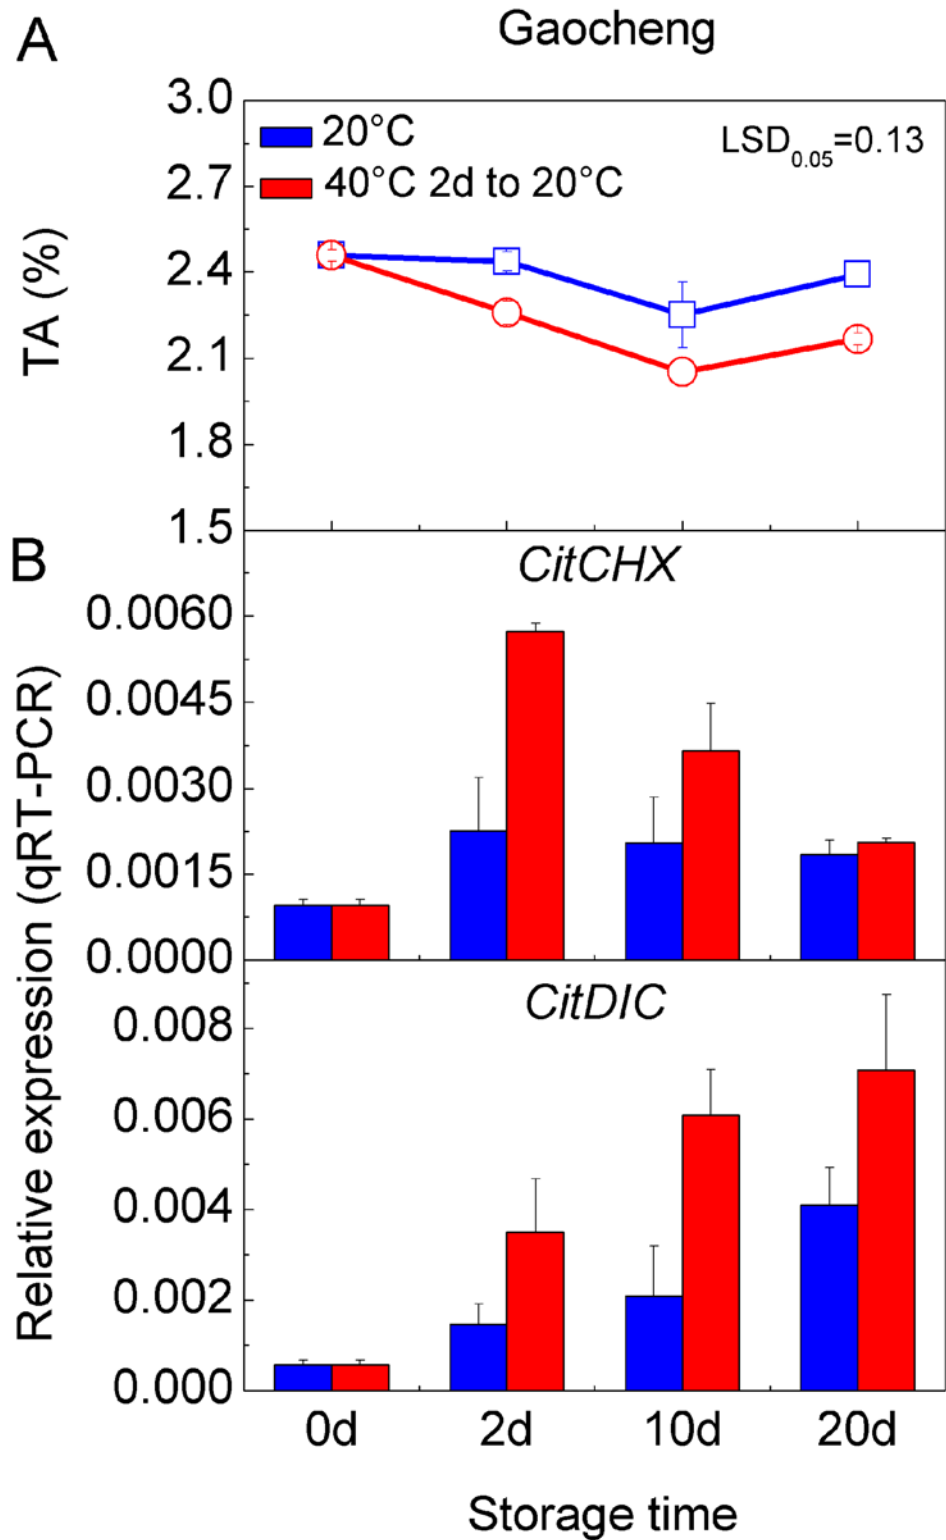 A
Gaocheng
TA (%)
3.0
2.7
2.4
2.1
1.8
1.5
20°C
40°C 2d to 20°C
LSD0.05=0.13
B
Relative expression (qRT-PCR)
CitCHX
0.0060
0.0045
0.0030
0.0015
0.0000
CitDIC
0.008
0.006
0.004
0.002
0.000
0d 2d 10d 20d
Storage time